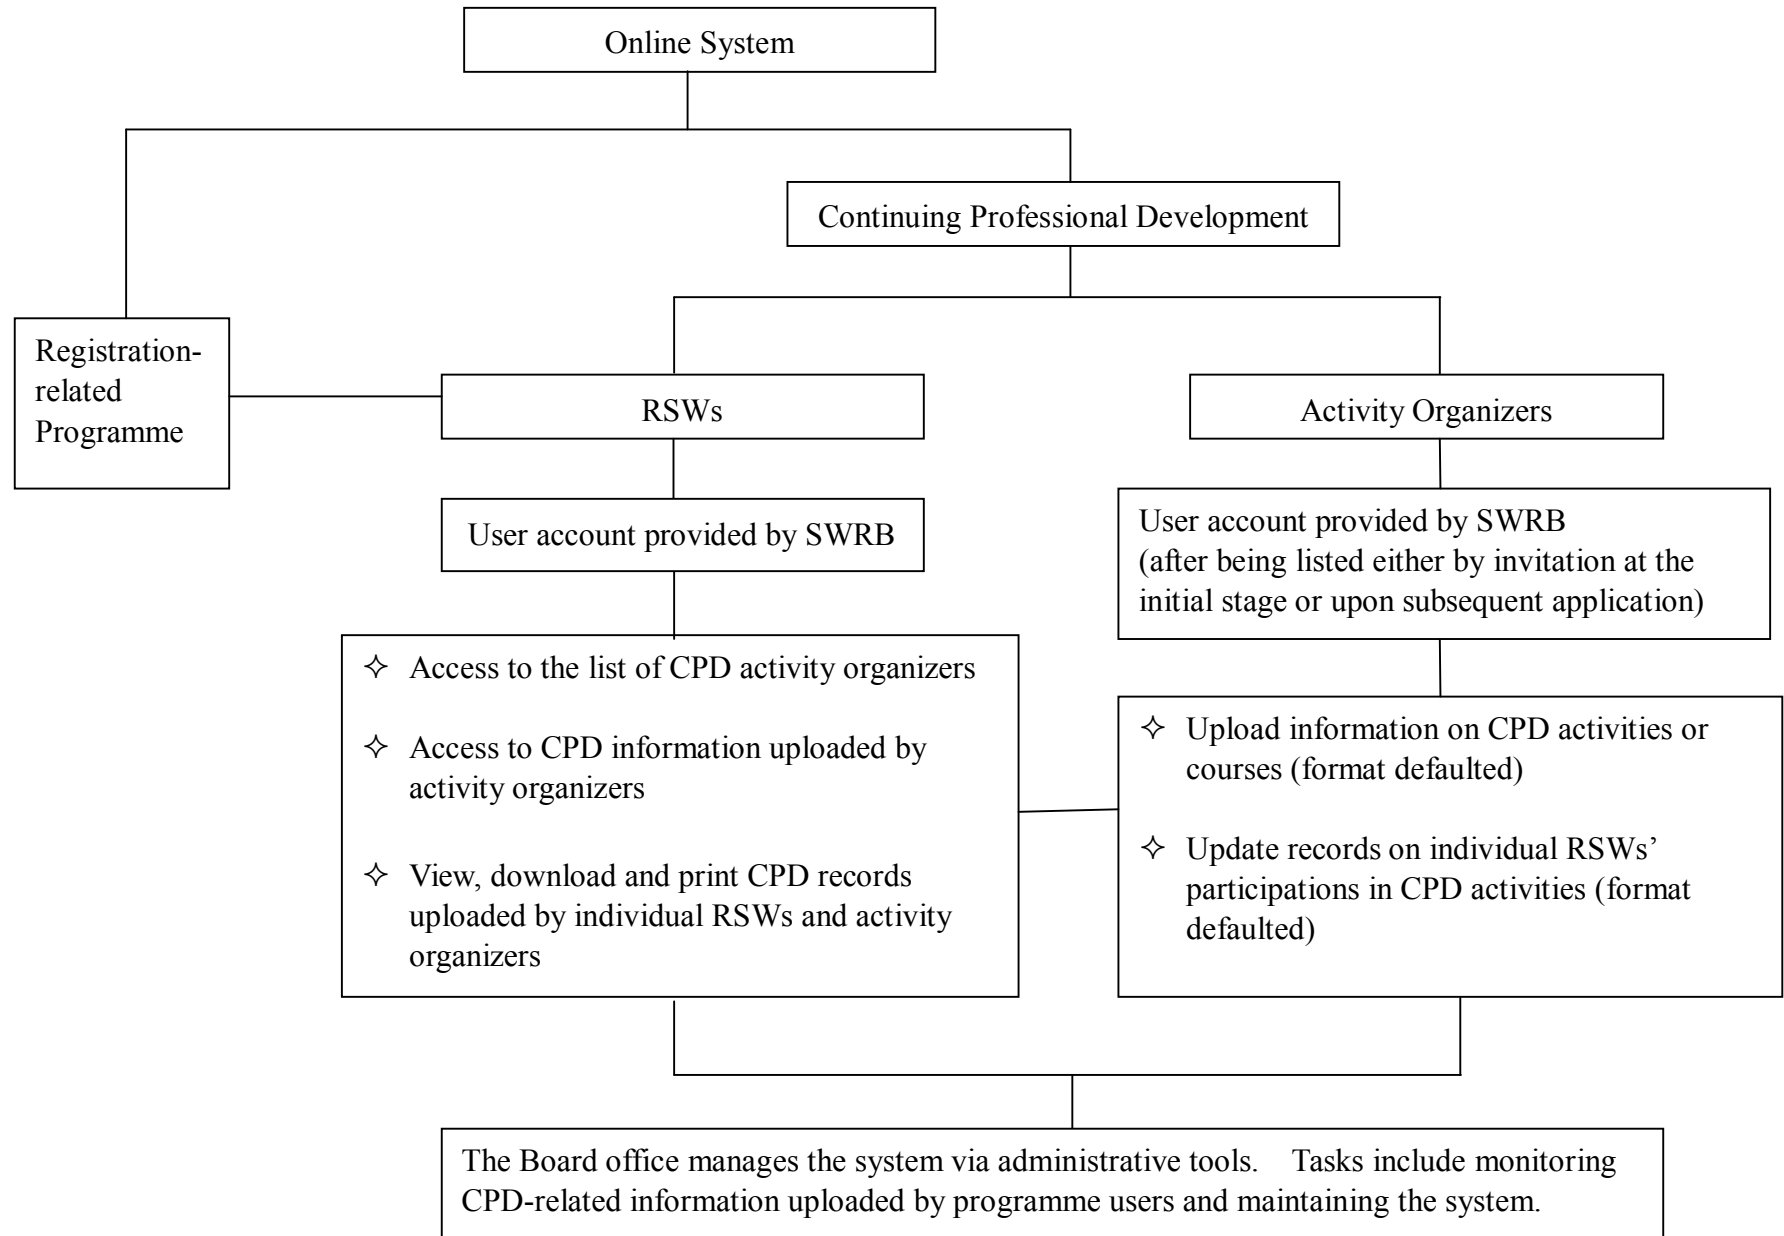 Online System
Continuing Professional Development
Registration-
related
Programme
RSWs
Activity Organizers
User account provided by SWRB
User account provided by SWRB
(after being listed either by invitation at the
initial stage or upon subsequent application)
✧ Access to the list of CPD activity organizers
✧ Access to CPD information uploaded by
activity organizers
✧ View, download and print CPD records
uploaded by individual RSWs and activity
organizers
✧ Upload information on CPD activities or
courses (format defaulted)
✧ Update records on individual RSWs’
participations in CPD activities (format
defaulted)
The Board office manages the system via administrative tools. Tasks include monitoring
CPD-related information uploaded by programme users and maintaining the system.